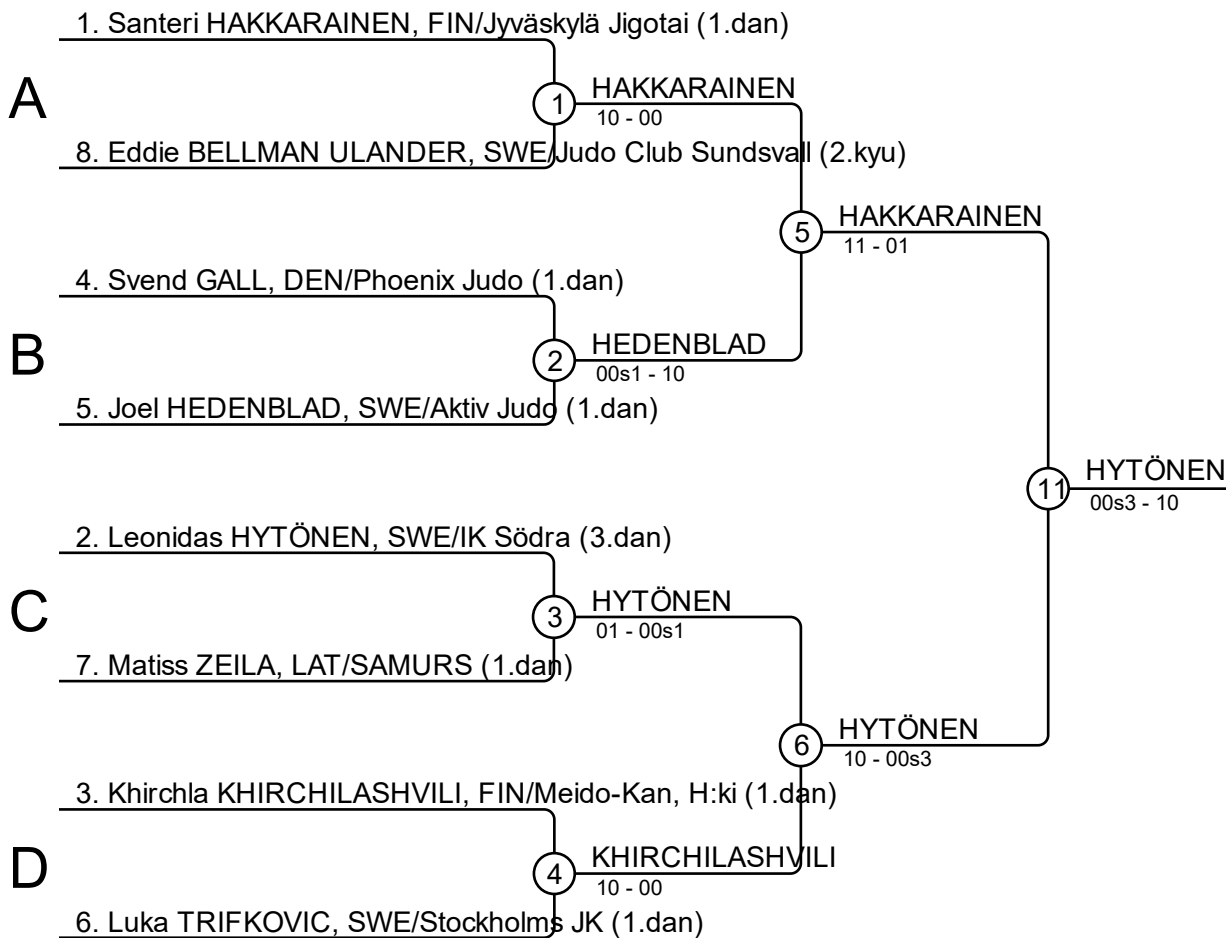 1. Santeri HAKKARAINEN, FIN/Jyväskylä Jigotai (1.dan)
A
1
HAKKARAINEN
10 - 00
8. Eddie BELLMAN ULANDER, SWE/Judo Club Sundsvall (2.kyu)
5
HAKKARAINEN
11 - 01
4. Svend GALL, DEN/Phoenix Judo (1.dan)
B
2
HEDENBLAD
00s1 - 10
5. Joel HEDENBLAD, SWE/Aktiv Judo (1.dan)
11
HYTÖNEN
00s3 - 10
2. Leonidas HYTÖNEN, SWE/IK Södra (3.dan)
C
3
HYTÖNEN
01 - 00s1
7. Matiss ZEILA, LAT/SAMURS (1.dan)
6
HYTÖNEN
10 - 00s3
3. Khirchla KHIRCHILASHVILI, FIN/Meido-Kan, H:ki (1.dan)
D
4
KHIRCHILASHVILI
10 - 00
6. Luka TRIFKOVIC, SWE/Stockholms JK (1.dan)